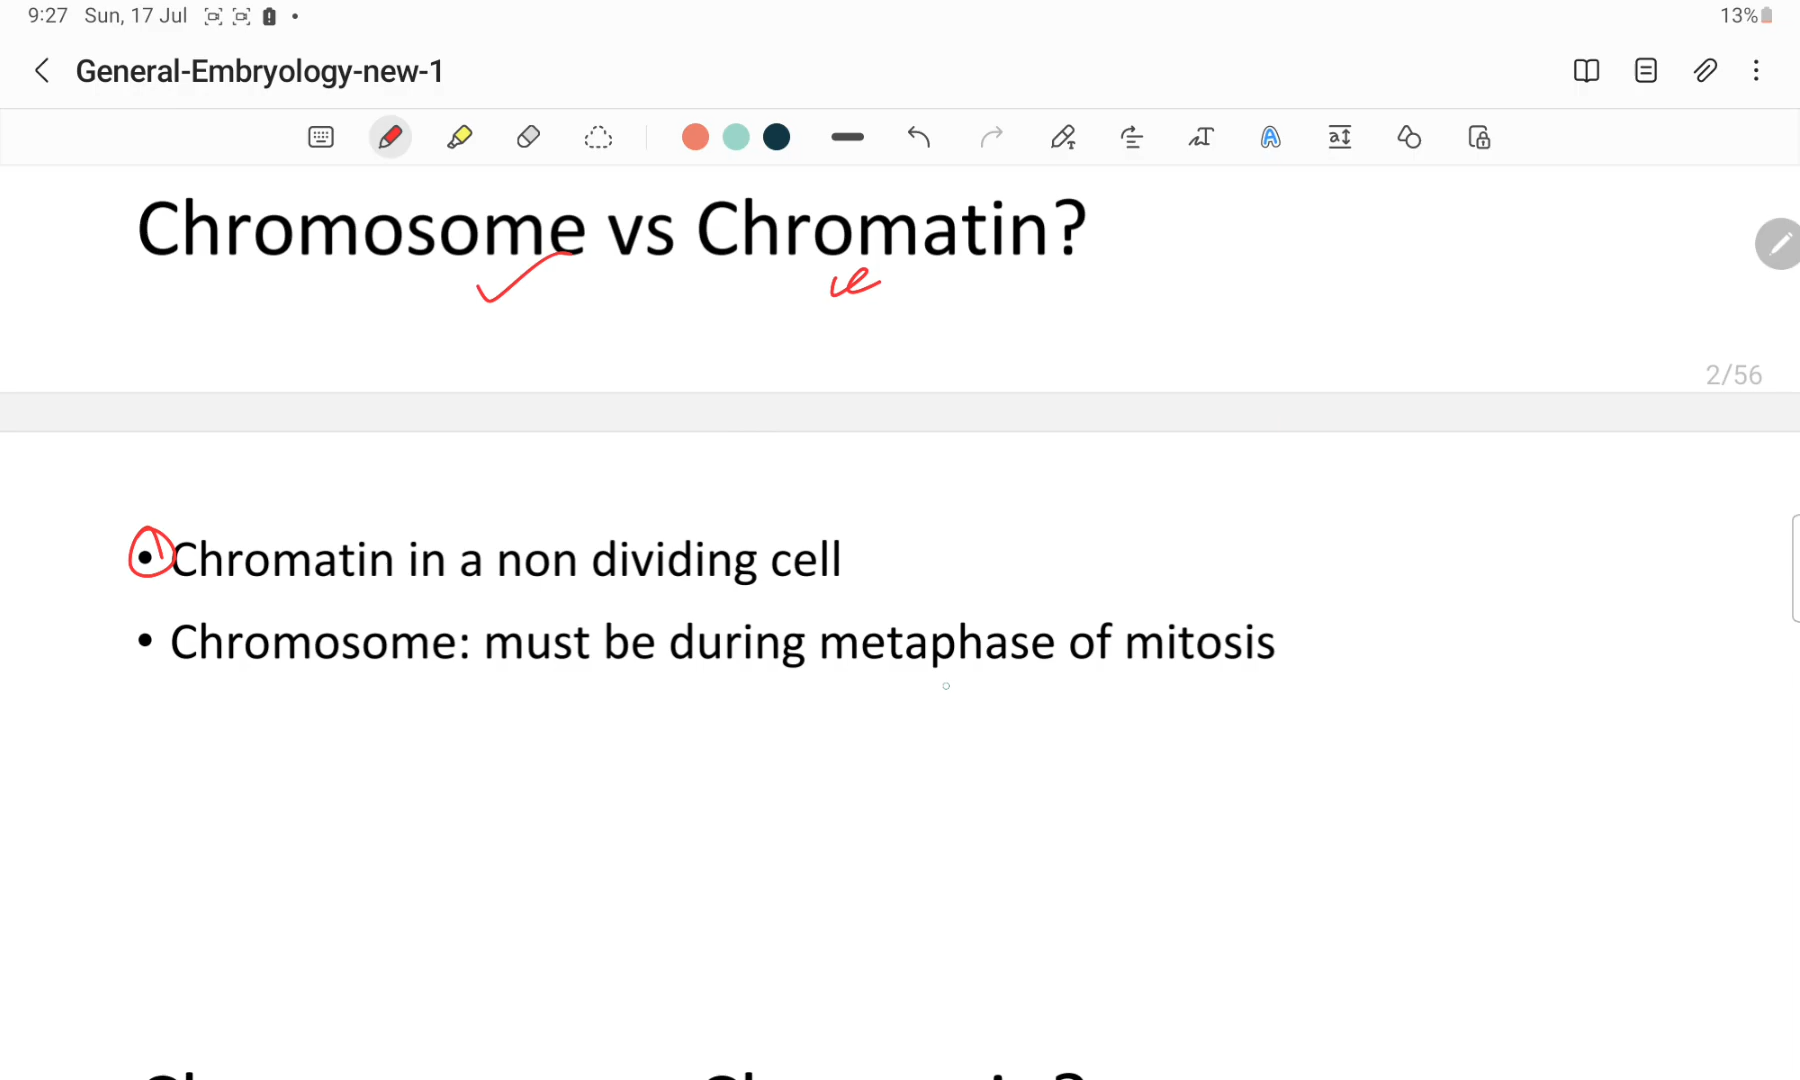 9:27 Sun, 17 Jul
13%
General-Embryology-new-1
Chromosome vs Chromatin?
2/56
• Chromatin in a non dividing cell
• Chromosome: must be during metaphase of mitosis